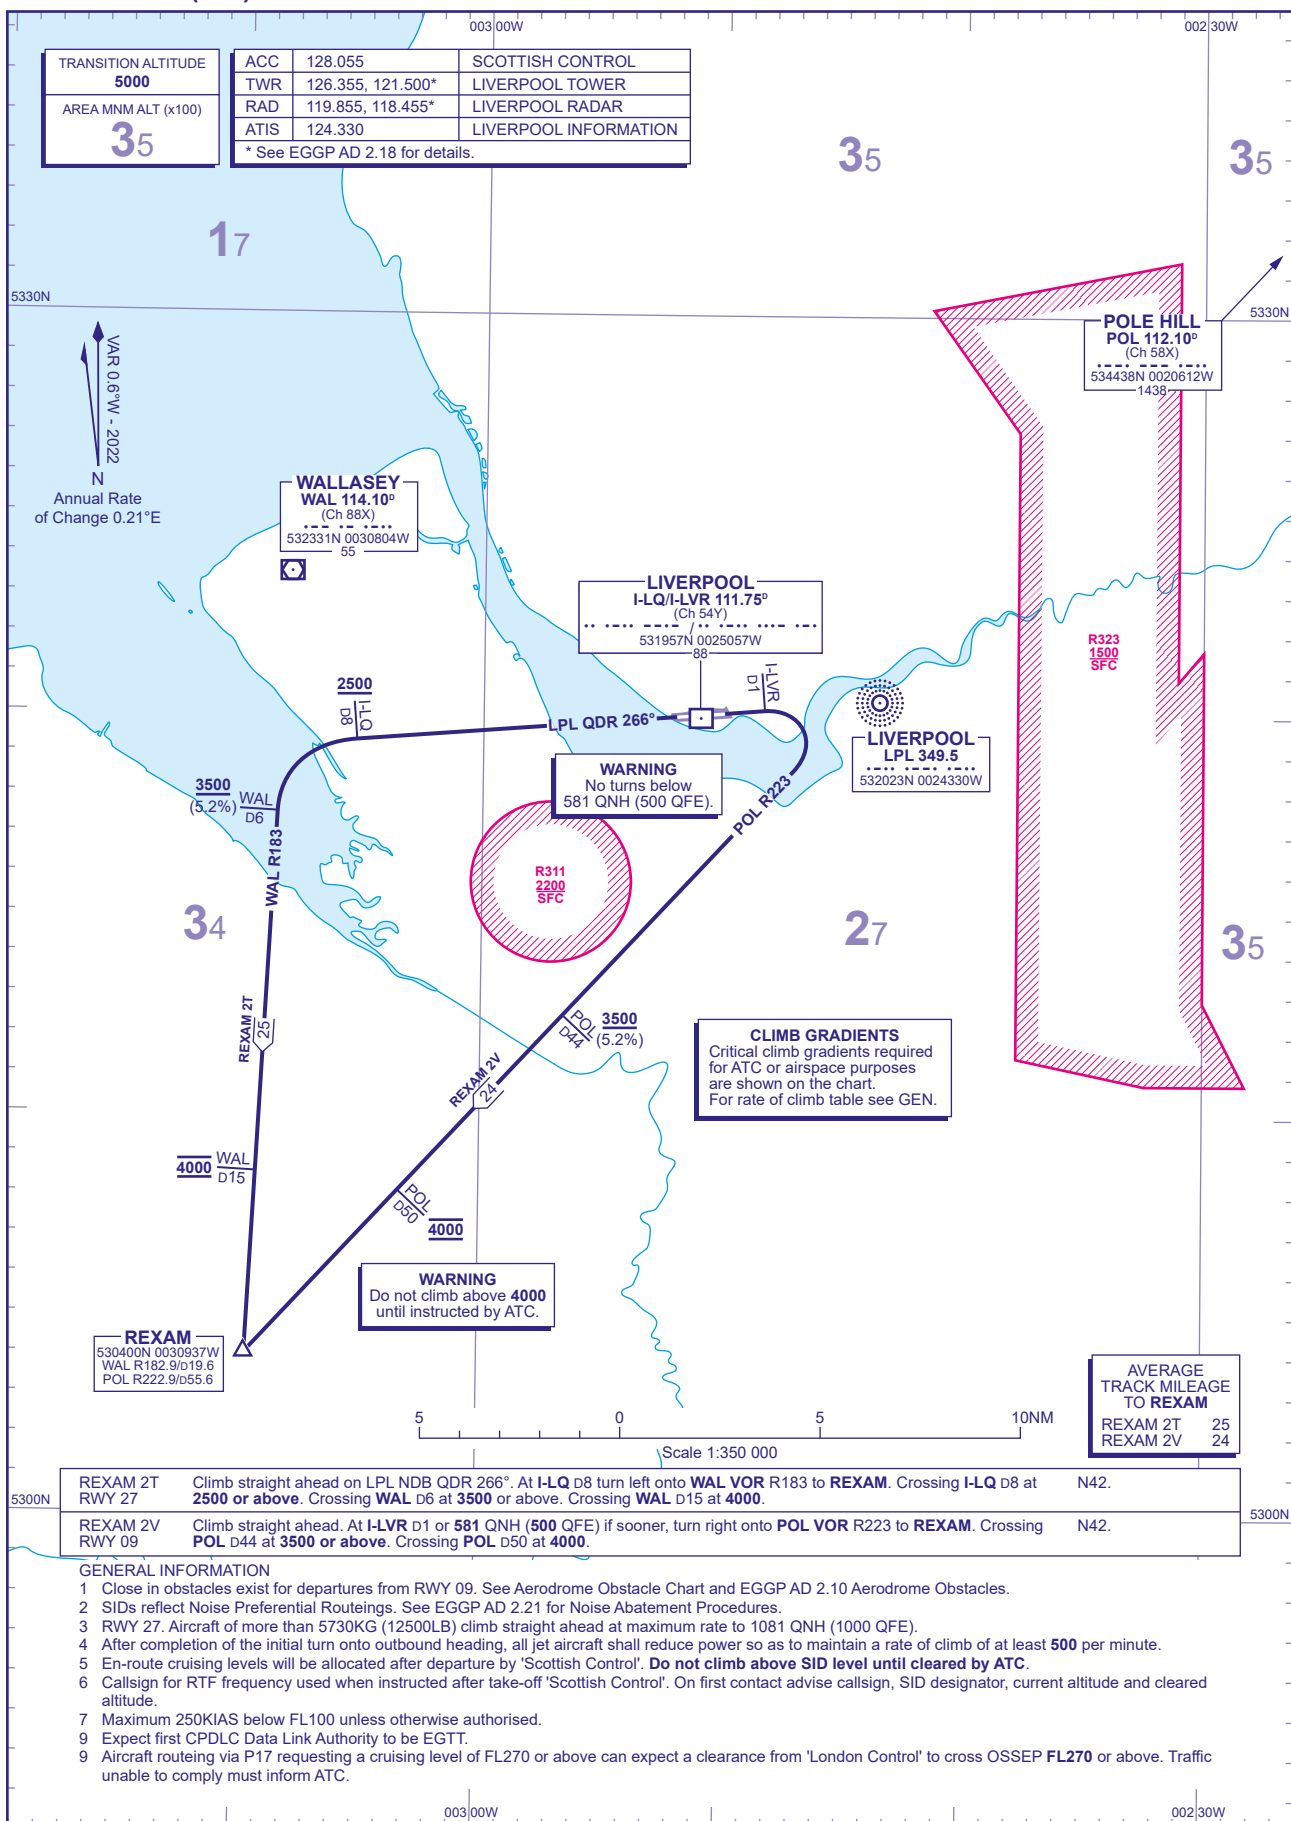 003 00W
002 30W
TRANSITION ALTITUDE
5000
AREA MNM ALT (x100)
35
ACC 128.055 SCOTTISH CONTROL
TWR 126.355, 121.500* LIVERPOOL TOWER
RAD 119.855, 118.455* LIVERPOOL RADAR
ATIS 124.330 LIVERPOOL INFORMATION
* See EGGP AD 2.18 for details.
35
35
17
5330N
5330N
VAR 0.6°W - 2022
N
Annual Rate
of Change 0.21°E
POLE HILL
POL 112.10ᴰ
(Ch 58X)
534438N 0020612W
1438
WALLASEY
WAL 114.10ᴰ
(Ch 88X)
532331N 0030804W
55
LIVERPOOL
I-LQ/I-LVR 111.75ᴰ
(Ch 54Y)
531957N 0025057W
88
R323
1500
SFC
2500
I-LQ
D8
I-LVR
D1
LPL QDR 266°
LIVERPOOL
LPL 349.5
532023N 0024330W
WARNING
No turns below
581 QNH (500 QFE).
3500
(5.2%)
WAL
D6
POL R223
WAL R183
R311
2200
SFC
34
27
35
REXAM 2T
25
POL
D44
3500
(5.2%)
CLIMB GRADIENTS
Critical climb gradients required
for ATC or airspace purposes
are shown on the chart.
For rate of climb table see GEN.
REXAM 2V
24
4000
WAL
D15
POL
D50
4000
WARNING
Do not climb above 4000
until instructed by ATC.
REXAM
530400N 0030937W
WAL R182.9/D19.6
POL R222.9/D55.6
AVERAGE
TRACK MILEAGE
TO REXAM
REXAM 2T 25
REXAM 2V 24
5 0 5 10NM
Scale 1:350 000
REXAM 2T Climb straight ahead on LPL NDB QDR 266°. At I-LQ D8 turn left onto WAL VOR R183 to REXAM. Crossing I-LQ D8 at N42.
RWY 27 2500 or above. Crossing WAL D6 at 3500 or above. Crossing WAL D15 at 4000.
5300N
5300N
REXAM 2V Climb straight ahead. At I-LVR D1 or 581 QNH (500 QFE) if sooner, turn right onto POL VOR R223 to REXAM. Crossing N42.
RWY 09 POL D44 at 3500 or above. Crossing POL D50 at 4000.
GENERAL INFORMATION
1 Close in obstacles exist for departures from RWY 09. See Aerodrome Obstacle Chart and EGGP AD 2.10 Aerodrome Obstacles.
2 SIDs reflect Noise Preferential Routeings. See EGGP AD 2.21 for Noise Abatement Procedures.
3 RWY 27. Aircraft of more than 5730KG (12500LB) climb straight ahead at maximum rate to 1081 QNH (1000 QFE).
4 After completion of the initial turn onto outbound heading, all jet aircraft shall reduce power so as to maintain a rate of climb of at least 500 per minute.
5 En-route cruising levels will be allocated after departure by 'Scottish Control'. Do not climb above SID level until cleared by ATC.
6 Callsign for RTF frequency used when instructed after take-off 'Scottish Control'. On first contact advise callsign, SID designator, current altitude and cleared
altitude.
7 Maximum 250KIAS below FL100 unless otherwise authorised.
9 Expect first CPDLC Data Link Authority to be EGTT.
9 Aircraft routeing via P17 requesting a cruising level of FL270 or above can expect a clearance from 'London Control' to cross OSSEP FL270 or above. Traffic
unable to comply must inform ATC.
003 00W
002 30W